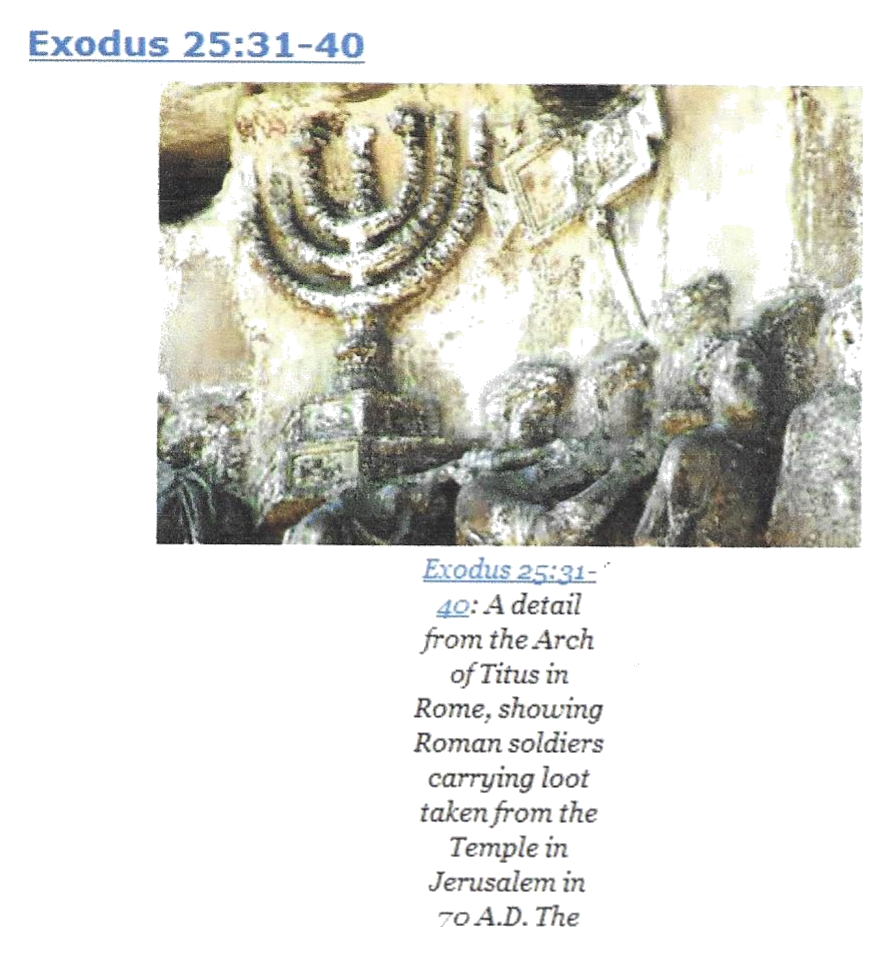 Exodus 25:31-40
Exodus 25:31-
40: A detail
from the Arch
of Titus in
Rome, showing
Roman soldiers
carrying loot
taken from the
Temple in
Jerusalem in
70 A.D. The